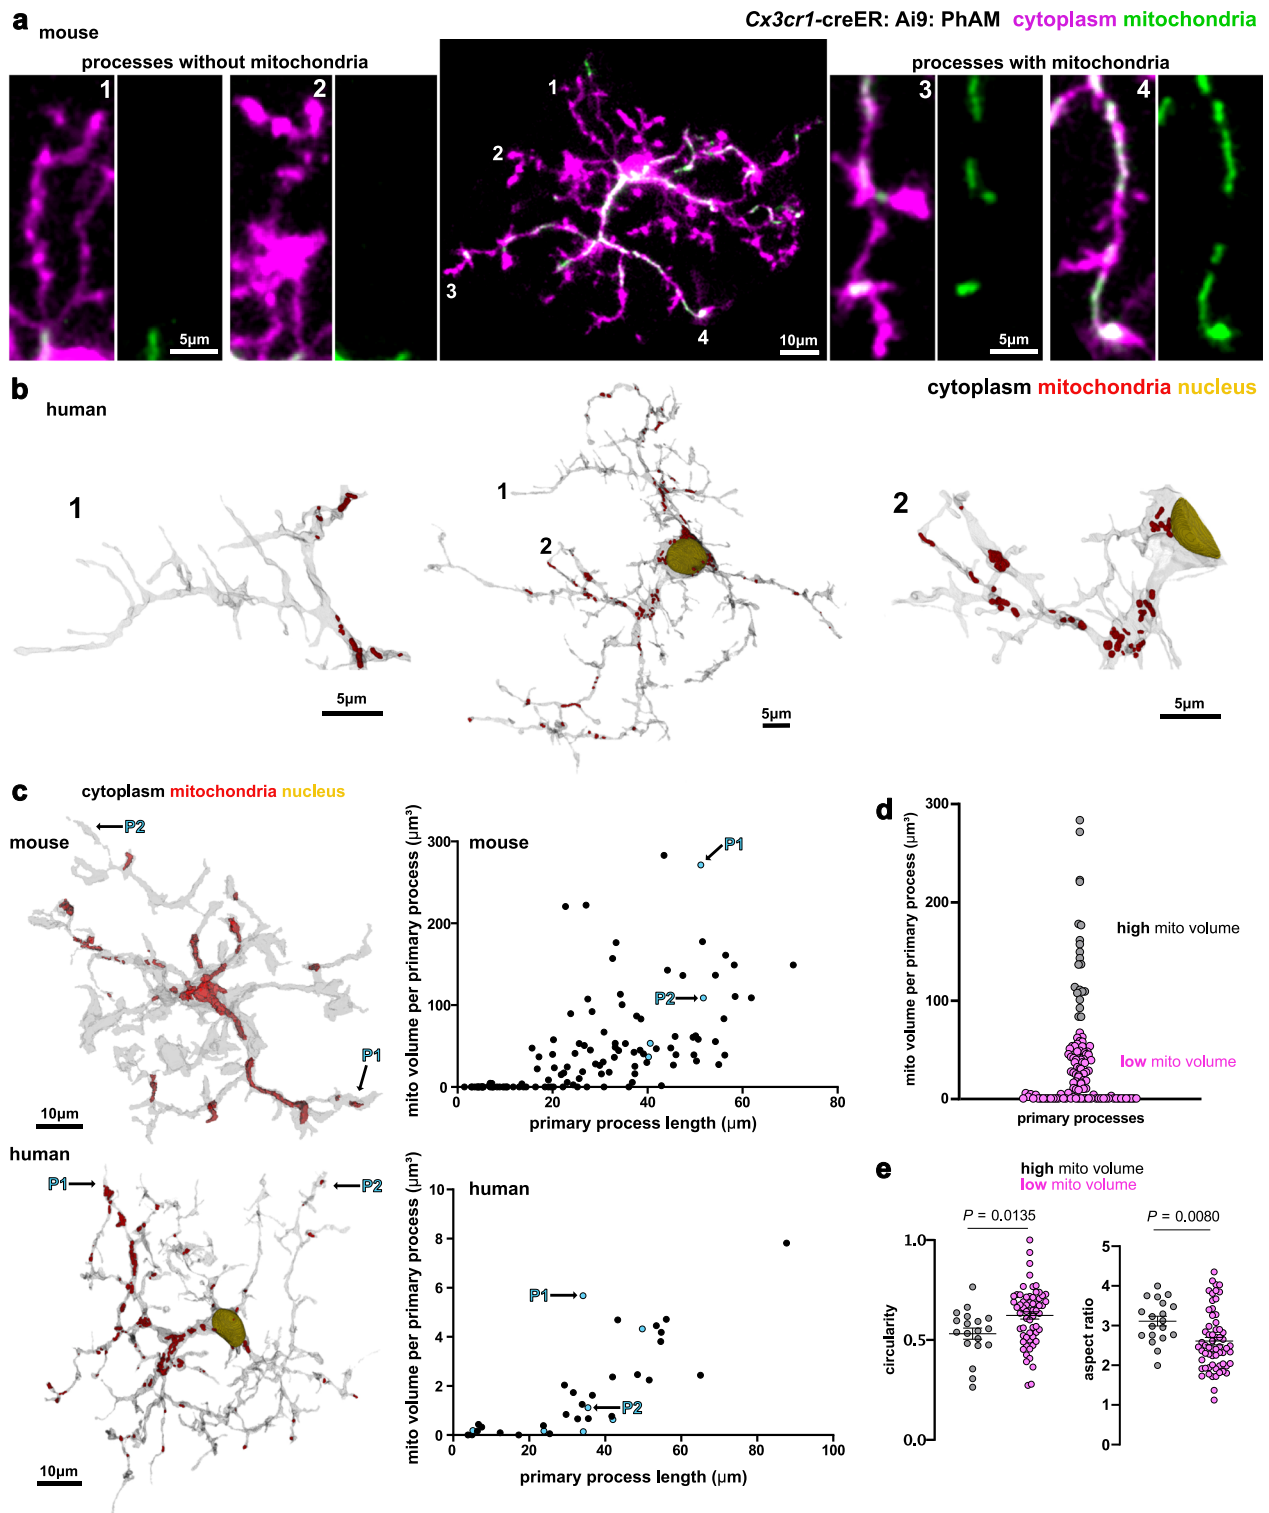 a
mouse
Cx3cr1-creER: Ai9: PhAM cytoplasm mitochondria
processes without mitochondria
processes with mitochondria
1
2
1
2
3
4
3
4
5µm
10µm
5µm
b
human
cytoplasm mitochondria nucleus
1
1
2
2
5µm
5µm
5µm
c
cytoplasm mitochondria nucleus
mouse
P2
P1
10µm
mito volume per primary process (µm³)
mouse
300
200
100
0
P1
P2
0 20 40 60 80
primary process length (µm)
human
P1
P2
10µm
mito volume per primary process (µm³)
human
10
8
6
4
2
0
P1
P2
0 20 40 60 80 100
primary process length (µm)
d
mito volume per primary process (µm³)
300
200
100
0
high mito volume
low mito volume
primary processes
e
high mito volume
low mito volume
P = 0.0135
circularity
1.0
0.5
0.0
P = 0.0080
aspect ratio
5
4
3
2
1
0